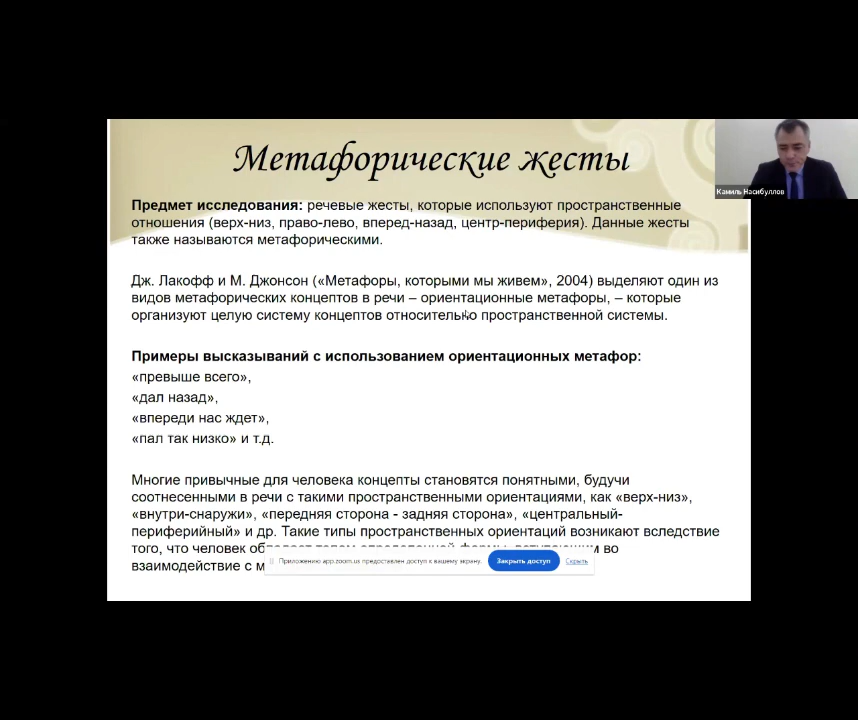 Метафорические жесты
Камиль Насибуллов
Предмет исследования: речевые жесты, которые используют пространственные
отношения (верх-низ, право-лево, вперед-назад, центр-периферия). Данные жесты
также называются метафорическими.
Дж. Лакофф и М. Джонсон («Метафоры, которыми мы живем», 2004) выделяют один из
видов метафорических концептов в речи – ориентационные метафоры, – которые
организуют целую систему концептов относительно пространственной системы.
Примеры высказываний с использованием ориентационных метафор:
«превыше всего»,
«дал назад»,
«впереди нас ждет»,
«пал так низко» и т.д.
Многие привычные для человека концепты становятся понятными, будучи
соотнесенными в речи с такими пространственными ориентациями, как «верх-низ»,
«внутри-снаружи», «передняя сторона - задняя сторона», «центральный-
периферийный» и др. Такие типы пространственных ориентаций возникают вследствие
того, что человек во
взаимодействие с
Приложению app.zoom.us предоставлен доступ к вашему экрану.
Закрыть доступ
Скрыть